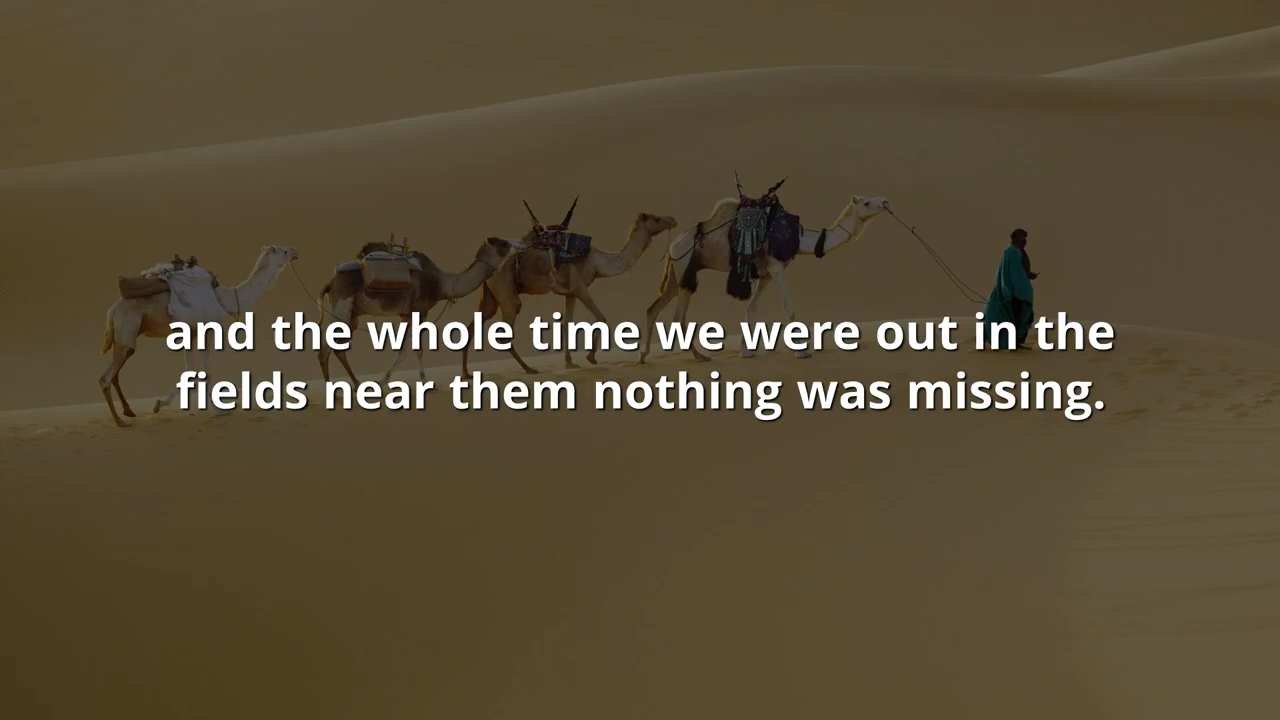 and the whole time we were out in the
fields near them nothing was missing.